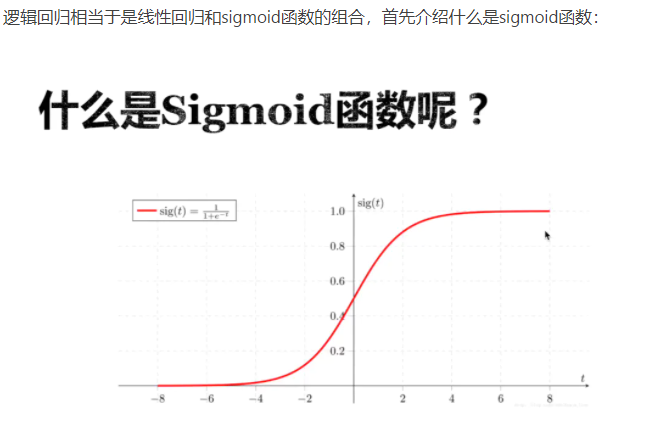 逻辑回归相当于是线性回归和sigmoid函数的组合，首先介绍什么是sigmoid函数：
什么是Sigmoid函数呢？
sig(t) = 1/(1+e^-t)
sig(t)
1.0
0.8
0.6
0.4
0.2
t
-8 -6 -4 -2 2 4 6 8